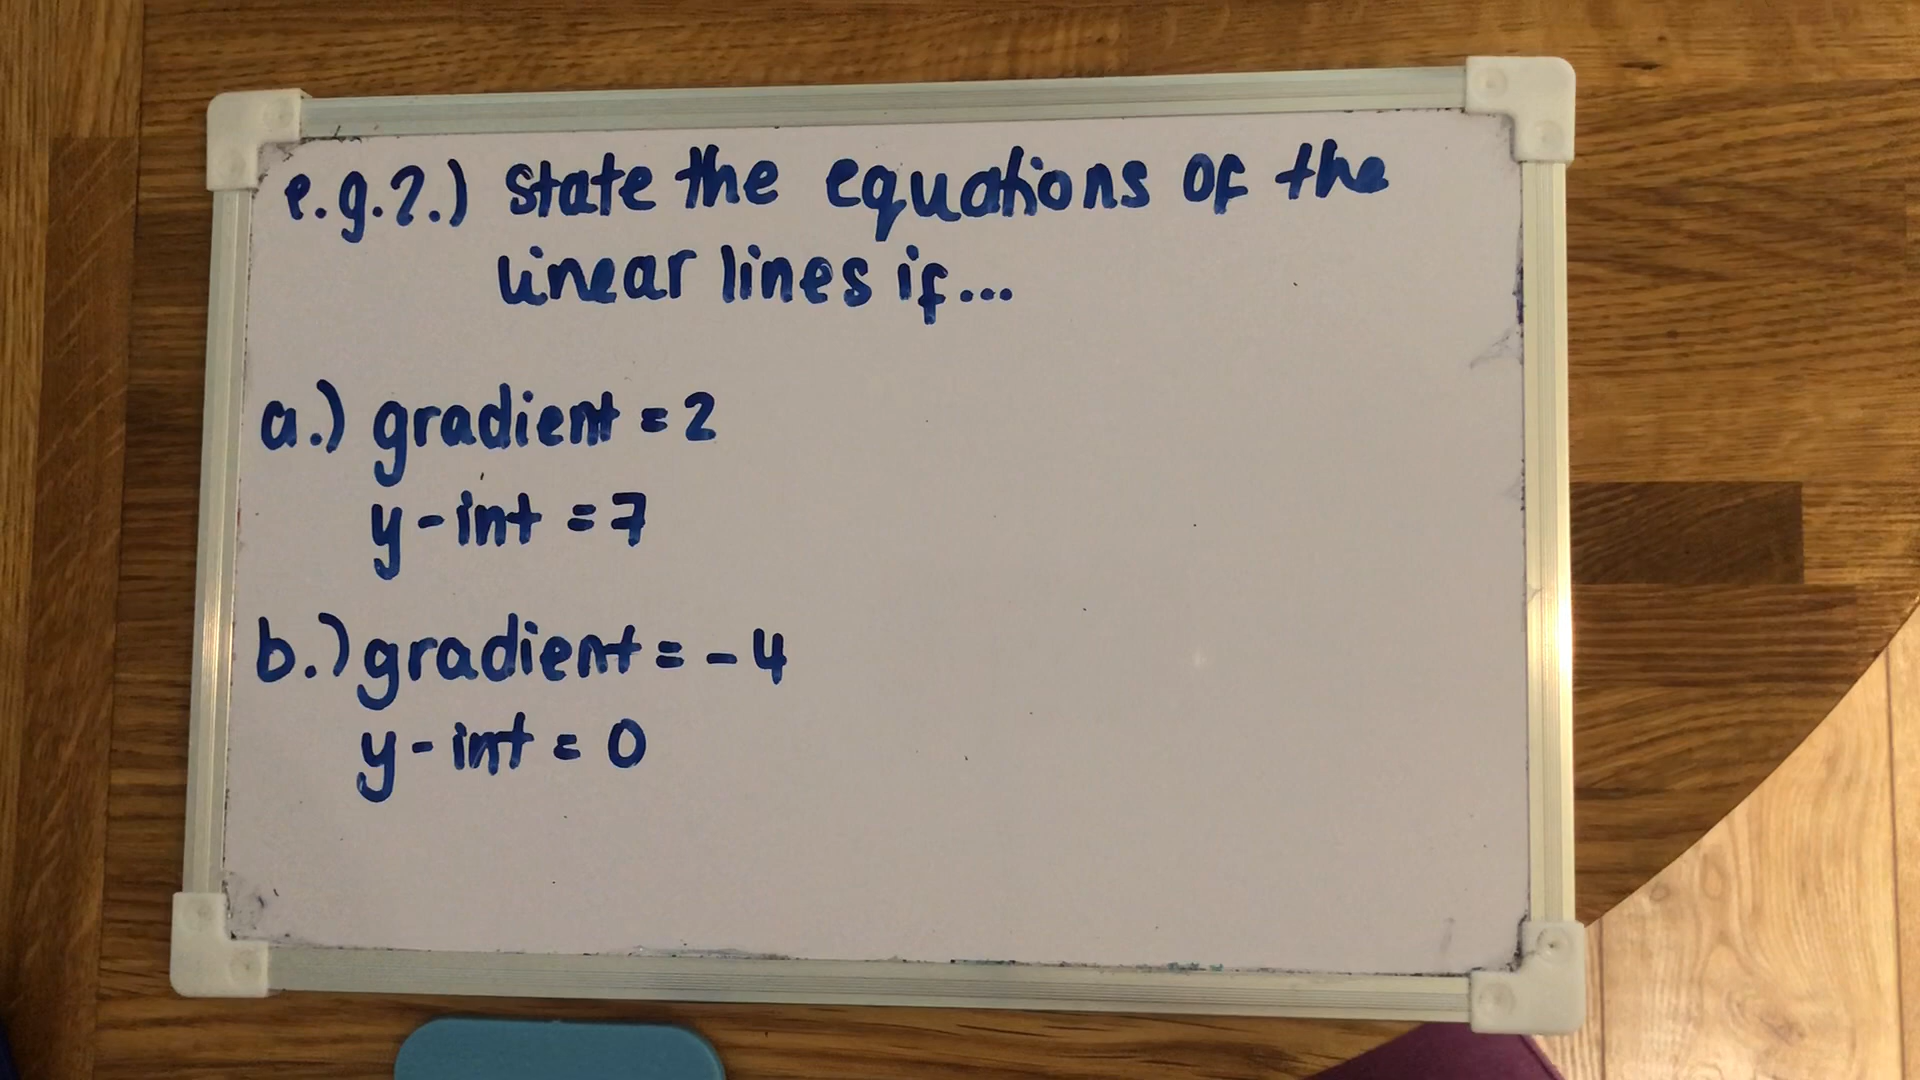 e.g.2.) state the equations of the
linear lines if...
a.) gradient = 2
y-int = 7
b.) gradient = -4
y-int = 0